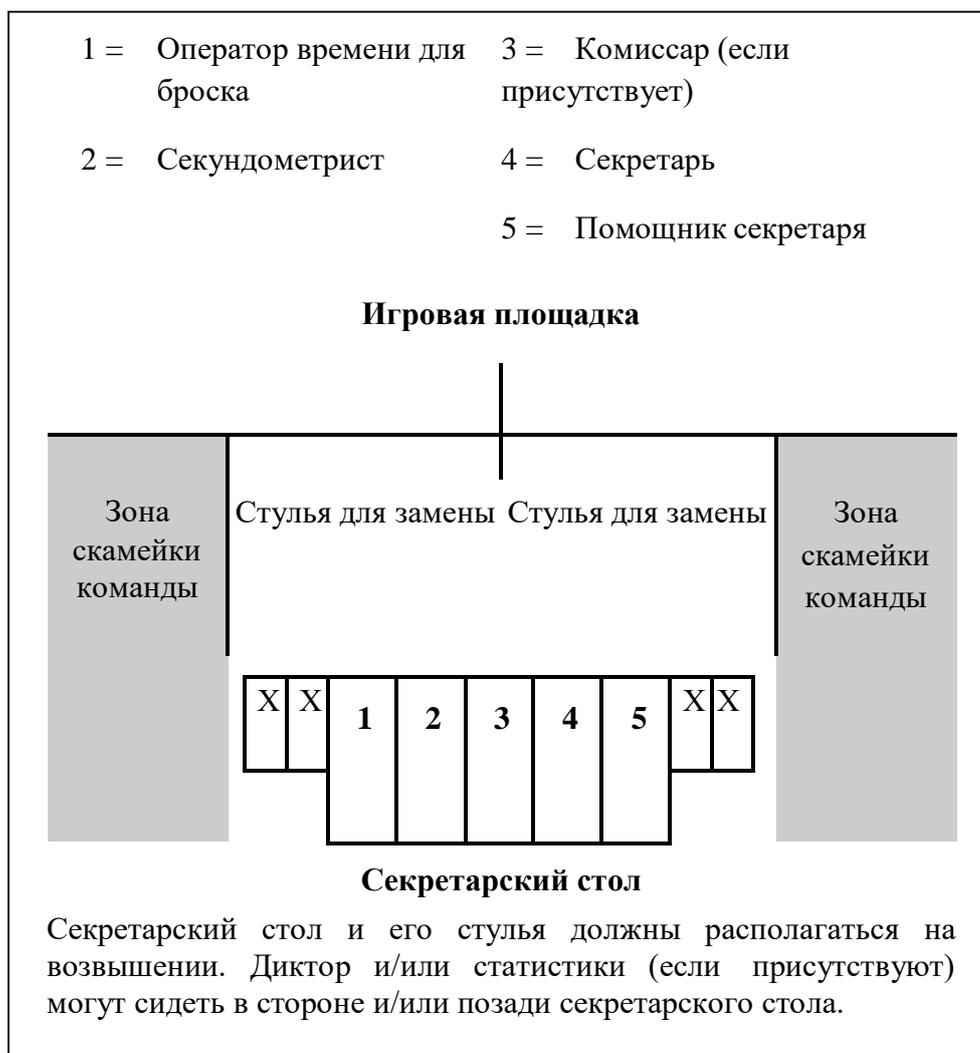 1 = Оператор времени для броска
3 = Комиссар (если присутствует)
2 = Секундометрист
4 = Секретарь
5 = Помощник секретаря
Игровая площадка
Зона
скамейки
команды
Стулья для замены Стулья для замены
Зона
скамейки
команды
X X 1 2 3 4 5 X X
Секретарский стол
Секретарский стол и его стулья должны располагаться на
возвышении. Диктор и/или статистики (если присутствуют)
могут сидеть в стороне и/или позади секретарского стола.